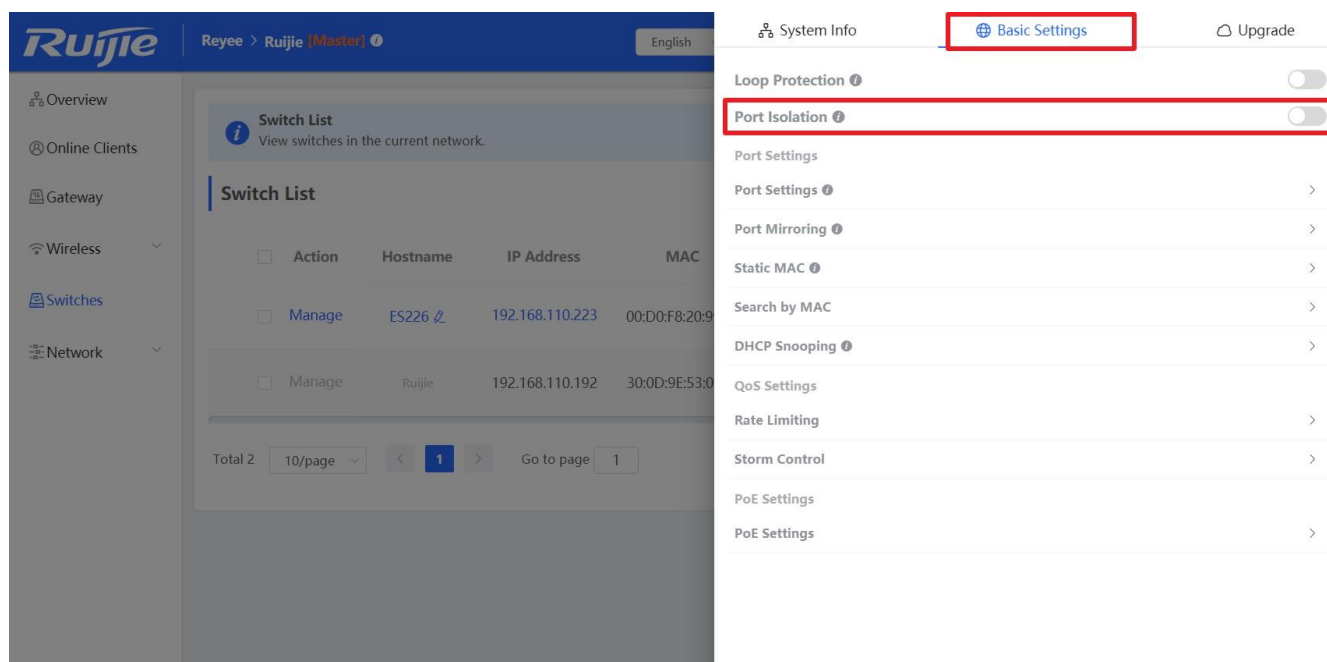 Ruijie
Reyee > Ruijie [Master]
English
System Info
Basic Settings
Upgrade
Overview
Online Clients
Gateway
Wireless
Switches
Network
Switch List
View switches in the current network.
Switch List
Action Hostname IP Address MAC
Manage ES226 192.168.110.223 00:D0:F8:20:9
Manage Ruijie 192.168.110.192 30:0D:9E:53:0
Total 2 10/page < 1 > Go to page 1
Loop Protection
Port Isolation
Port Settings
Port Settings
Port Mirroring
Static MAC
Search by MAC
DHCP Snooping
QoS Settings
Rate Limiting
Storm Control
PoE Settings
PoE Settings